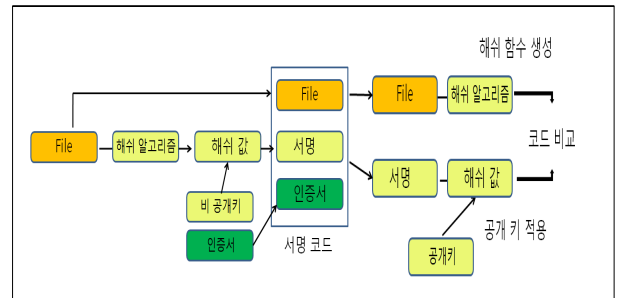 해쉬 함수 생성
File
File
해쉬 알고리즘
File
해쉬 알고리즘
해쉬 값
서명
코드 비교
서명
해쉬 값
비 공개키
인증서
인증서
서명 코드
공개 키 적용
공개키